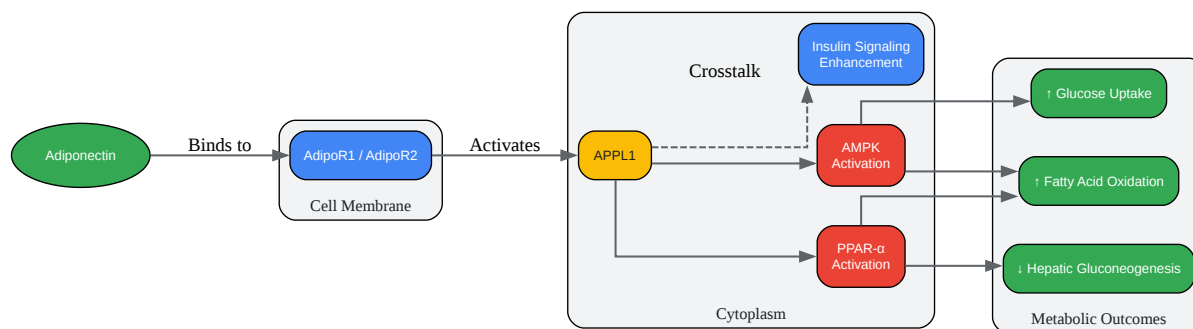 Adiponectin
Binds to
AdipoR1 / AdipoR2
Cell Membrane
Activates
APPL1
Crosstalk
Insulin Signaling
Enhancement
AMPK
Activation
PPAR-α
Activation
Cytoplasm
↑ Glucose Uptake
↑ Fatty Acid Oxidation
↓ Hepatic Gluconeogenesis
Metabolic Outcomes